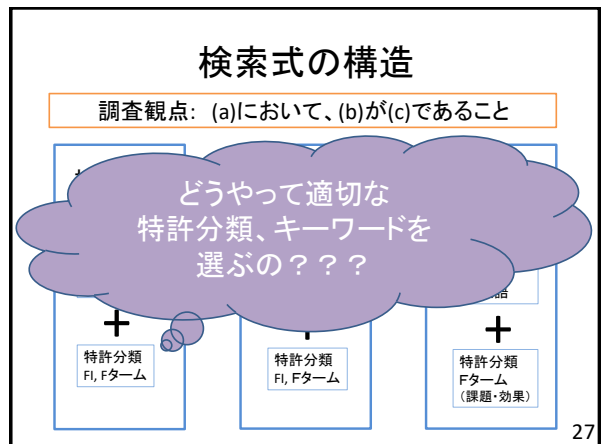 検索式の構造
調査観点: (a)において、(b)が(c)であること
どうやって適切な
特許分類、キーワードを
選ぶの？？？
+
特許分類
FI, Fターム
+
特許分類
FI, Fターム
+
特許分類
Fターム
(課題・効果)
27